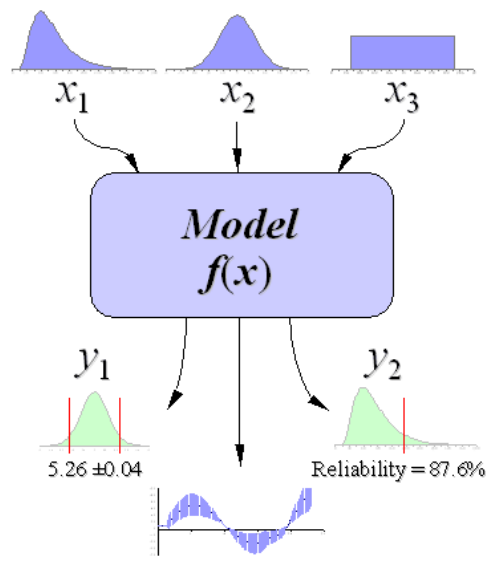 x1 x2 x3
Model
f(x)
y1 y2
5.26 ±0.04 Reliability = 87.6%